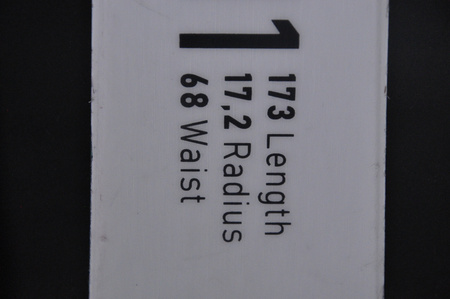 1
173 Length
17,2 Radius
68 Waist